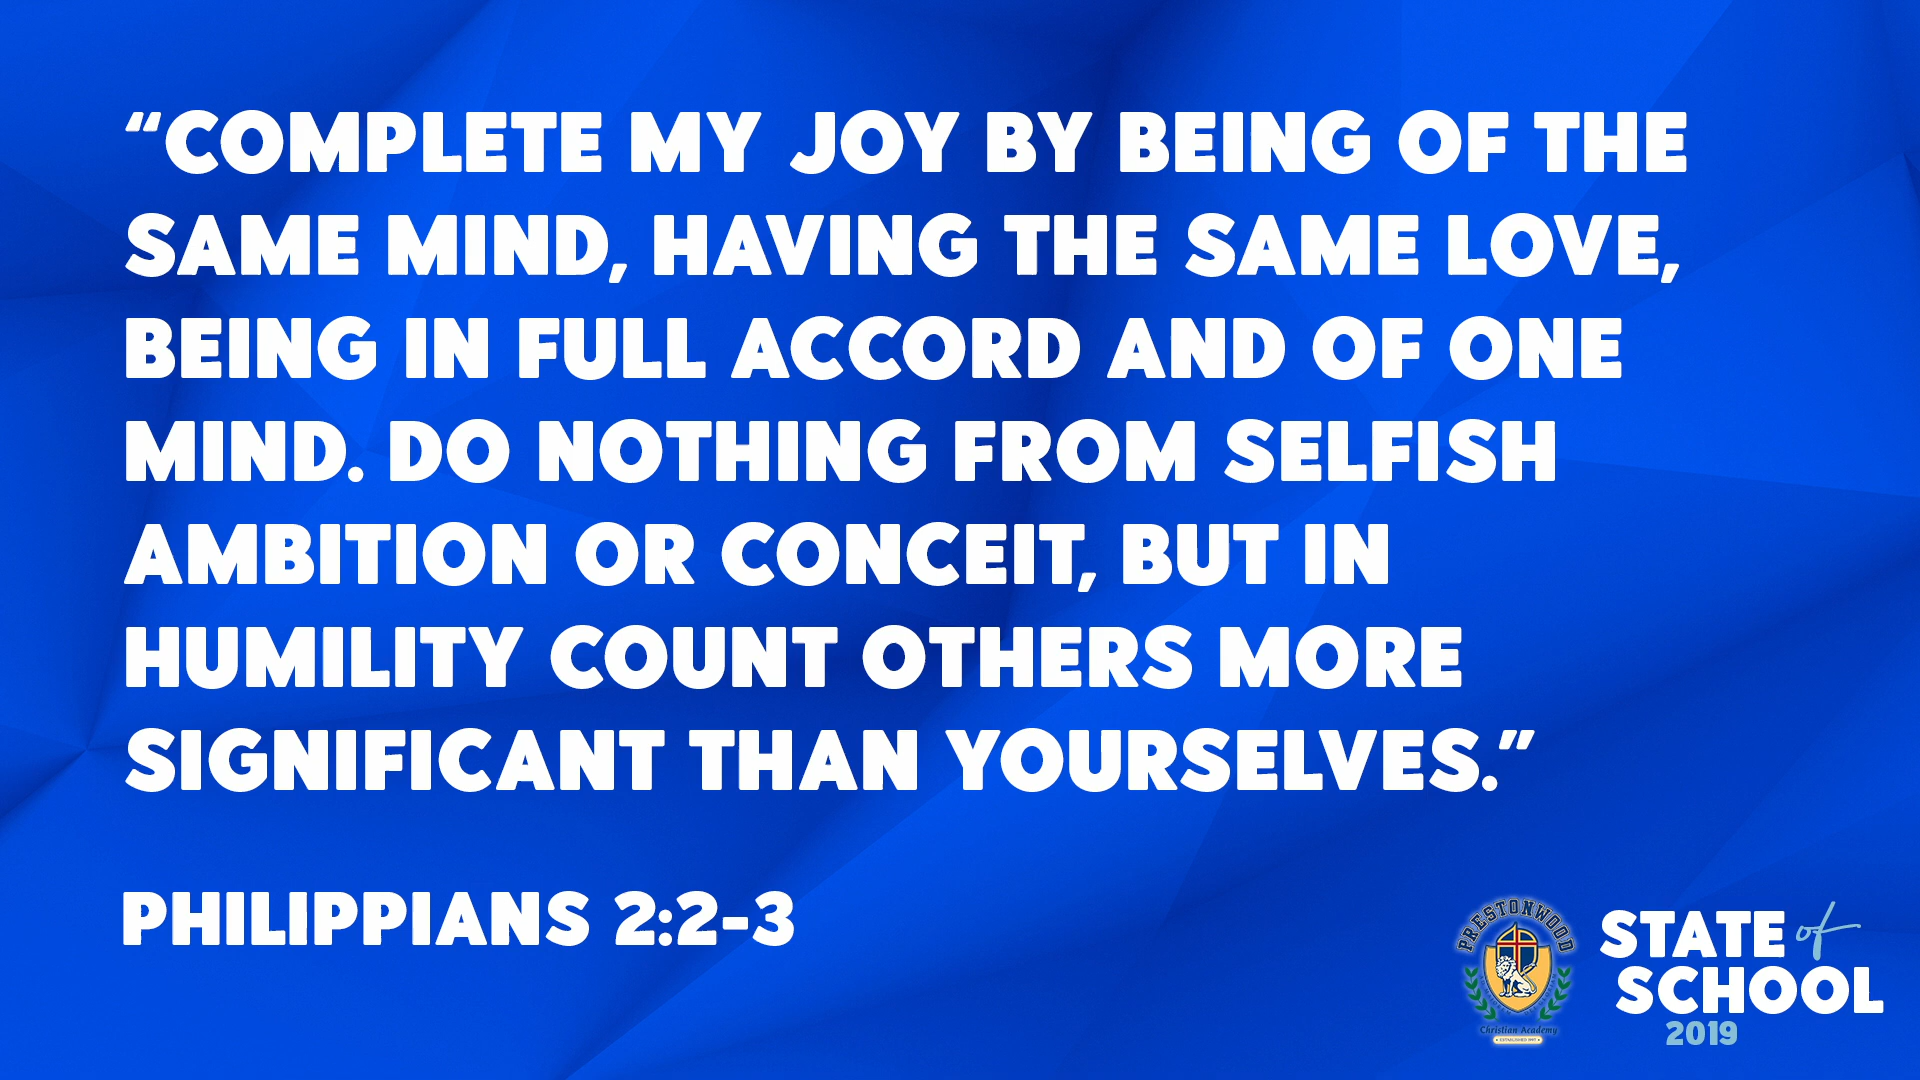 “COMPLETE MY JOY BY BEING OF THE
SAME MIND, HAVING THE SAME LOVE,
BEING IN FULL ACCORD AND OF ONE
MIND. DO NOTHING FROM SELFISH
AMBITION OR CONCEIT, BUT IN
HUMILITY COUNT OTHERS MORE
SIGNIFICANT THAN YOURSELVES.”
PHILIPPIANS 2:2-3
PRESTONWOOD
Christian Academy
STATE of
SCHOOL
2019